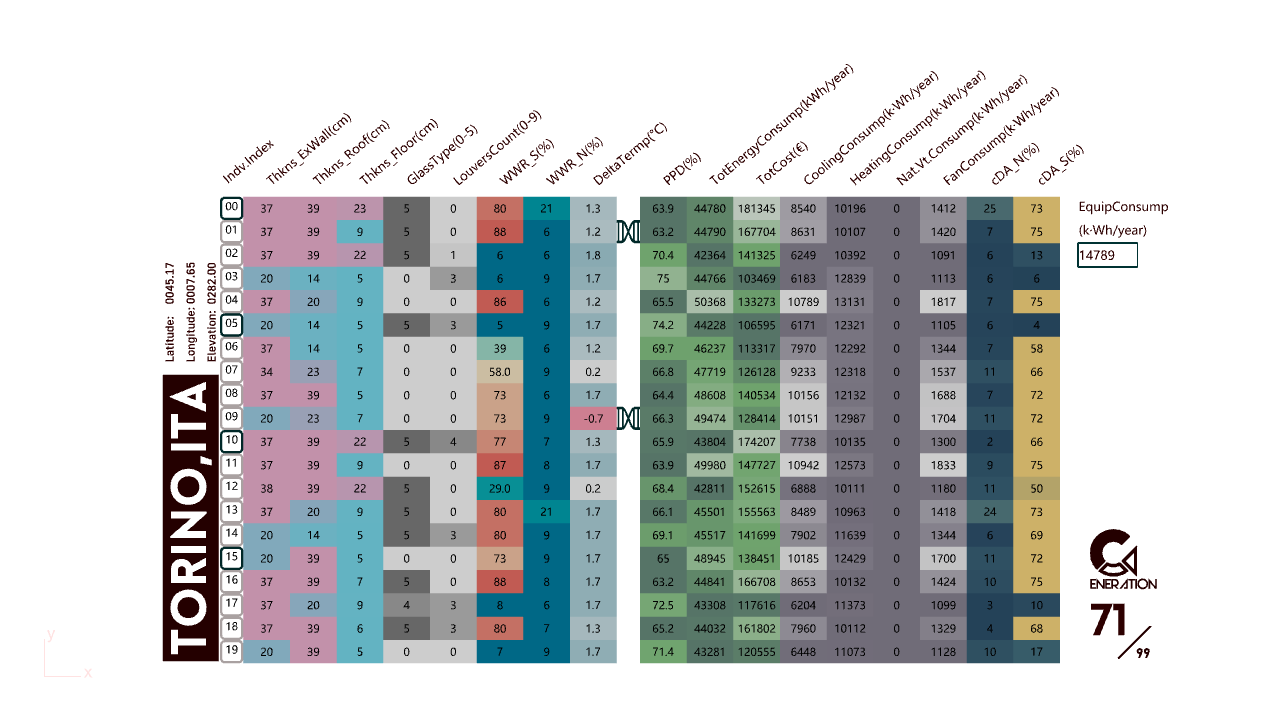 Indv.Index Thkns_ExWall(cm) Thkns_Roof(cm) Thkns_Floor(cm) GlassType(0-5) LouversCount(0-9) WWR_S(%) WWR_N(%) DeltaTermp(°C) PPD(%) TotEnergyConsump(kWh/year) TotCost(€) CoolingConsump(k·Wh/year) HeatingConsump(k·Wh/year) Nat.Vt.Consump(k·Wh/year) FanConsump(k·Wh/year) cDA_N(%) cDA_S(%)
00 37 39 23 5 0 80 21 1.3 63.9 44780 181345 8540 10196 0 1412 25 73
01 37 39 9 5 0 88 6 1.2 63.2 44790 167704 8631 10107 0 1420 7 75
02 37 39 22 5 1 6 6 1.8 70.4 42364 141325 6249 10392 0 1091 6 13
03 20 14 5 0 3 6 9 1.7 75 44766 103469 6183 12839 0 1113 6 6
04 37 20 9 0 0 86 6 1.2 65.5 50368 133273 10789 13131 0 1817 7 75
05 20 14 5 5 3 5 9 1.7 74.2 44228 106595 6171 12321 0 1105 6 4
06 37 14 5 0 0 39 6 1.2 69.7 46237 113317 7970 12292 0 1344 7 58
07 34 23 7 0 0 58.0 9 0.2 66.8 47719 126128 9233 12318 0 1537 11 66
08 37 39 5 0 0 73 6 1.7 64.4 48608 140534 10156 12132 0 1688 7 72
09 20 23 7 0 0 73 9 -0.7 66.3 49474 128414 10151 12987 0 1704 11 72
10 37 39 22 5 4 77 7 1.3 65.9 43804 174207 7738 10135 0 1300 2 66
11 37 39 9 0 0 87 8 1.7 63.9 49980 147727 10942 12573 0 1833 9 75
12 38 39 22 5 0 29.0 9 0.2 68.4 42811 152615 6888 10111 0 1180 11 50
13 37 20 9 5 0 80 21 1.7 66.1 45501 155563 8489 10963 0 1418 24 73
14 20 14 5 5 3 80 9 1.7 69.1 45517 141699 7902 11639 0 1344 6 69
15 20 39 5 0 0 73 9 1.7 65 48945 138451 10185 12429 0 1700 11 72
16 37 39 7 5 0 88 8 1.7 63.2 44841 166708 8653 10132 0 1424 10 75
17 37 20 9 4 3 8 6 1.7 72.5 43308 117616 6204 11373 0 1099 3 10
18 37 39 6 5 3 80 7 1.3 65.2 44032 161802 7960 10112 0 1329 4 68
19 20 39 5 0 0 7 9 1.7 71.4 43281 120555 6448 11073 0 1128 10 17
EquipConsump
(k·Wh/year)
14789
Latitude: 0045.17
Longitude: 0007.65
Elevation: 0282.00
TORINO,ITA
GENERATION
71/99
y
x